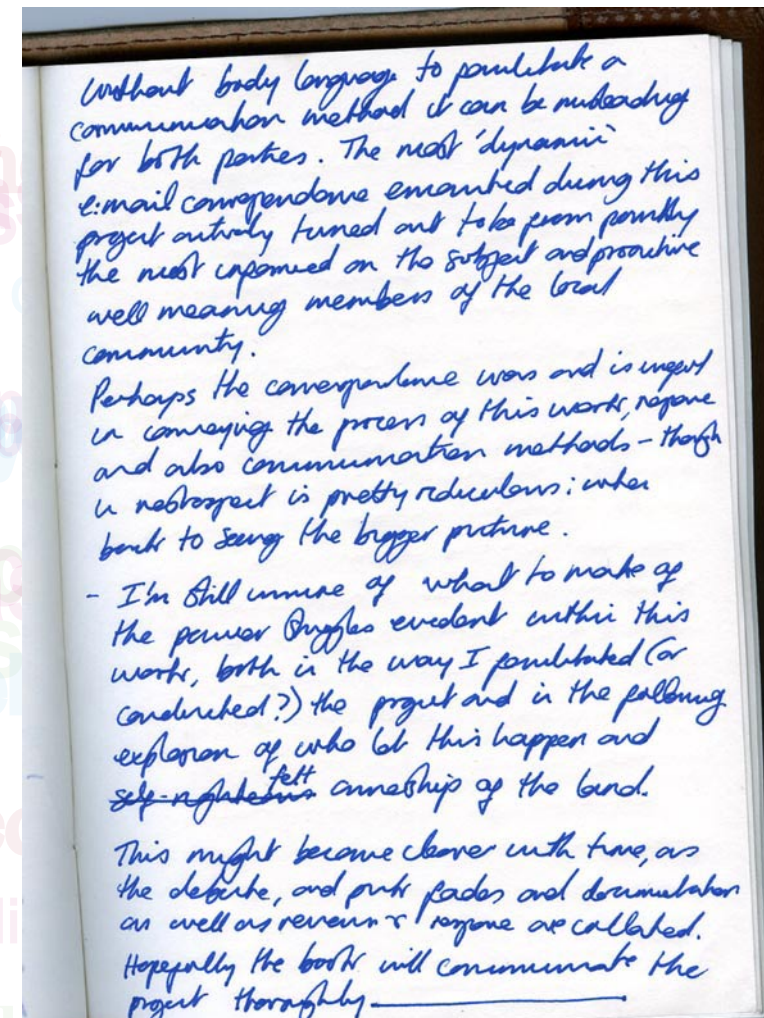 Without body language to facilitate a
communication method it can be misleading
for both parties. The most 'dynamic'
e:mail correspondence emanated during this
project actively turned out to be from possibly
the most informed on the subject and proactive
well meaning members of the local
community.
Perhaps the correspondence was and is urgent
in conveying the process of this work, response
and also communication methods - though
in retrospect is pretty ridiculous; when
back to seeing the bigger picture.
- I'm still unsure of what to make of
the power struggles evident within this
work, both in the way I facilitated (or
conducted?) the project and in the following
explosion of who let this happen and
felt
self-righteous ownership of the land.
This might become clearer with time, as
the debate, and pink fades and documentation
as well as reviews & response are collated.
Hopefully the book will communicate the
project thoroughly